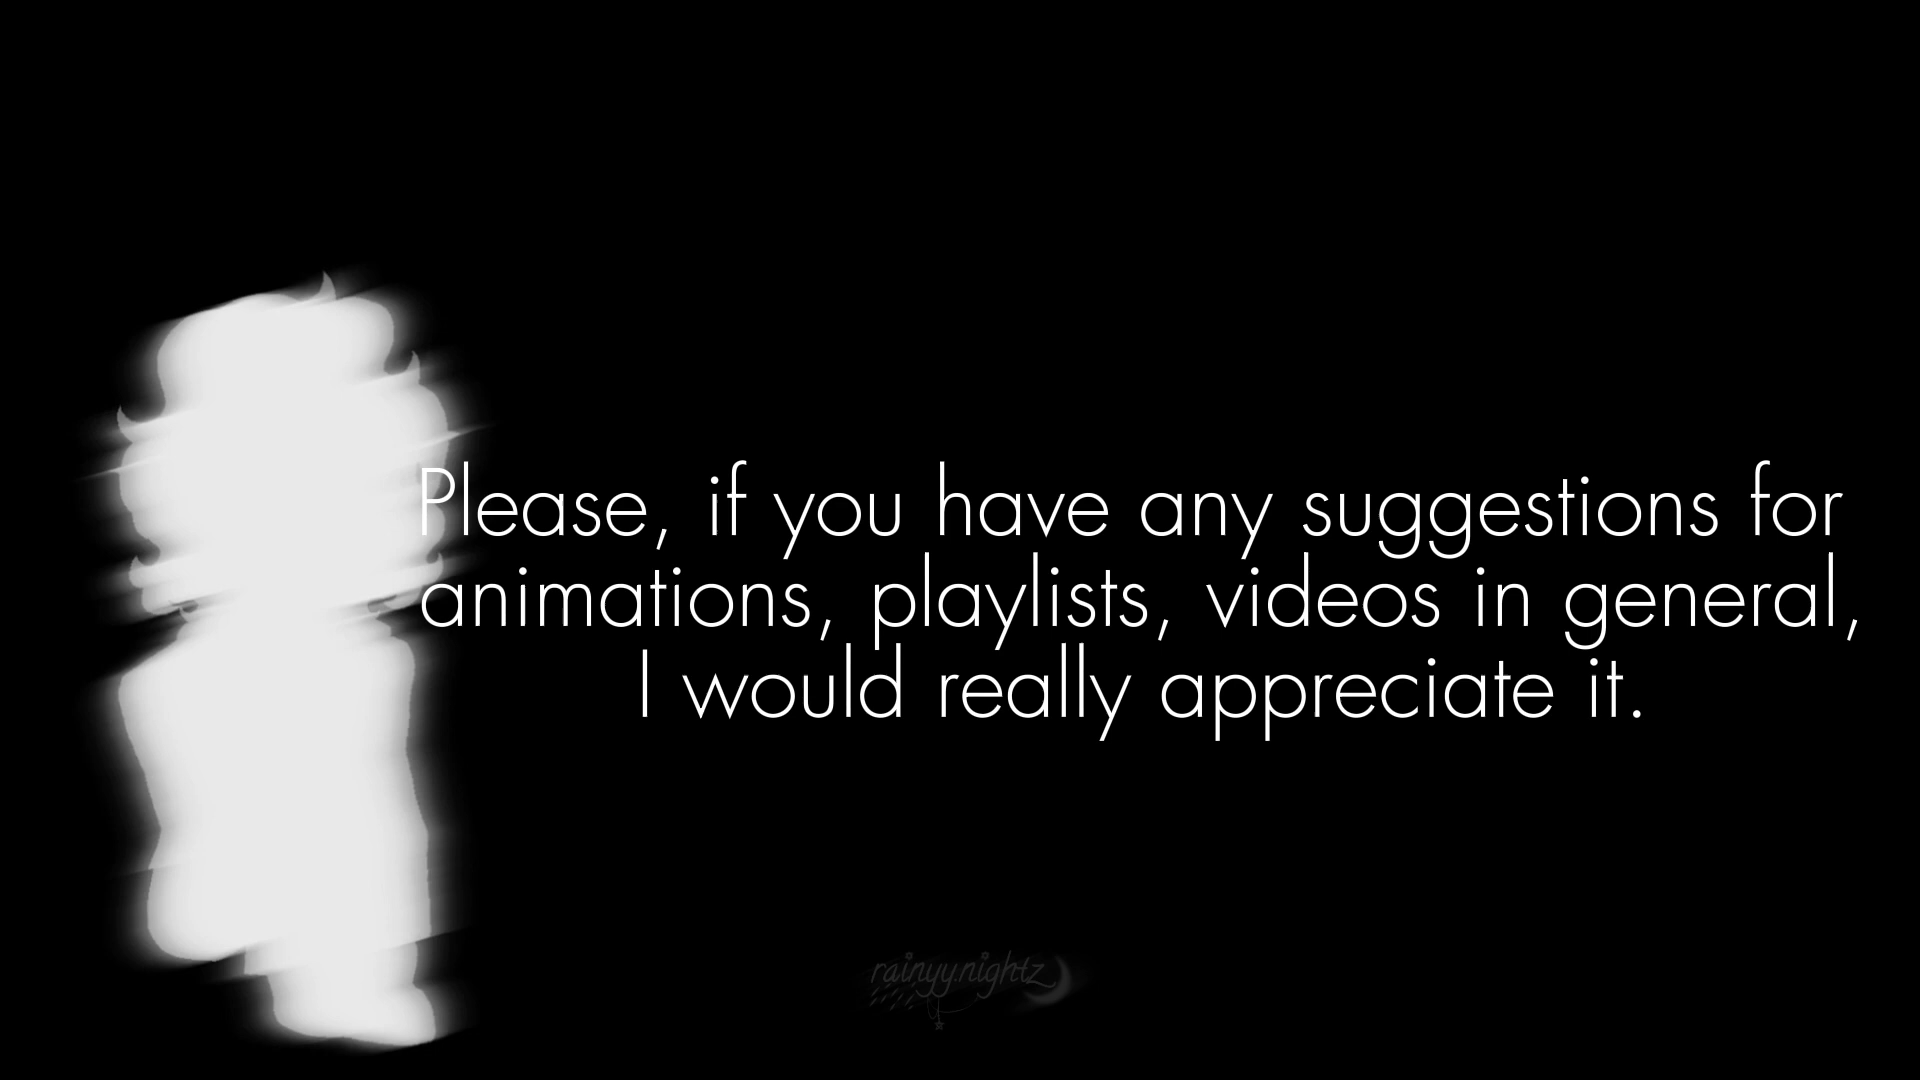 Please, if you have any suggestions for
animations, playlists, videos in general,
I would really appreciate it.
rainyy.nightz